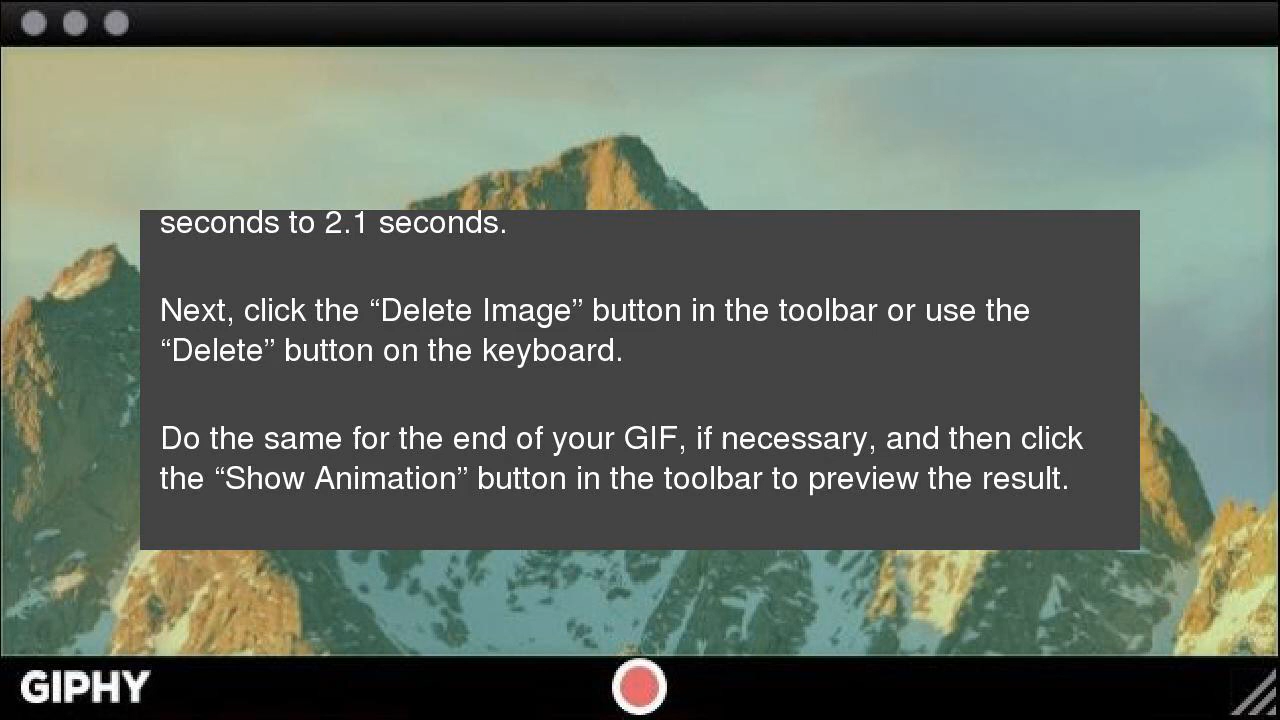 seconds to 2.1 seconds.
Next, click the “Delete Image” button in the toolbar or use the
“Delete” button on the keyboard.
Do the same for the end of your GIF, if necessary, and then click
the “Show Animation” button in the toolbar to preview the result.
GIPHY